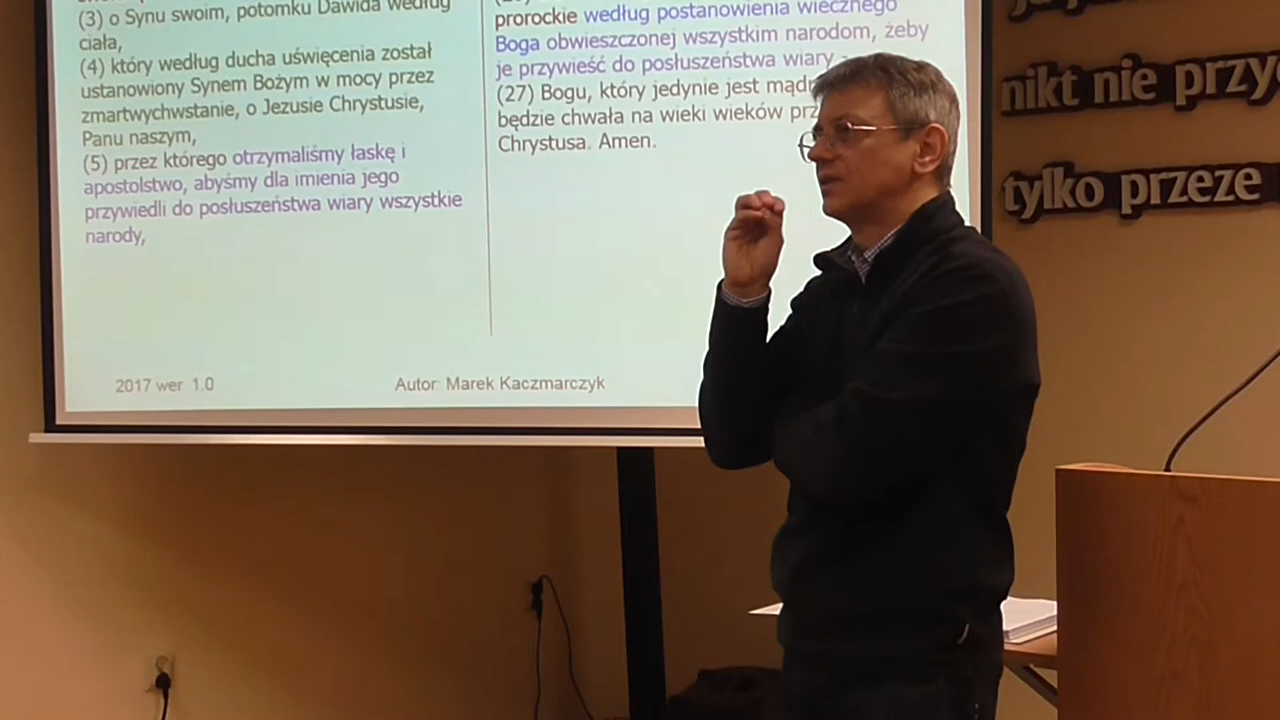 (3) o Synu swoim, potomku Dawida według
ciała,
(4) który według ducha uświęcenia został
ustanowiony Synem Bożym w mocy przez
zmartwychwstanie, o Jezusie Chrystusie,
Panu naszym,
(5) przez którego otrzymaliśmy łaskę i
apostolstwo, abyśmy dla imienia jego
przywiedli do posłuszeństwa wiary wszystkie
narody,
prorockie według postanowienia wiecznego
Boga obwieszczonej wszystkim narodom, żeby
je przywieść do posłuszeństwa wiary -
(27) Bogu, który jedynie jest mądr
będzie chwała na wieki wieków prz
Chrystusa. Amen.
2017 wer 1.0
Autor: Marek Kaczmarczyk
nikt nie przyc
tylko przeze